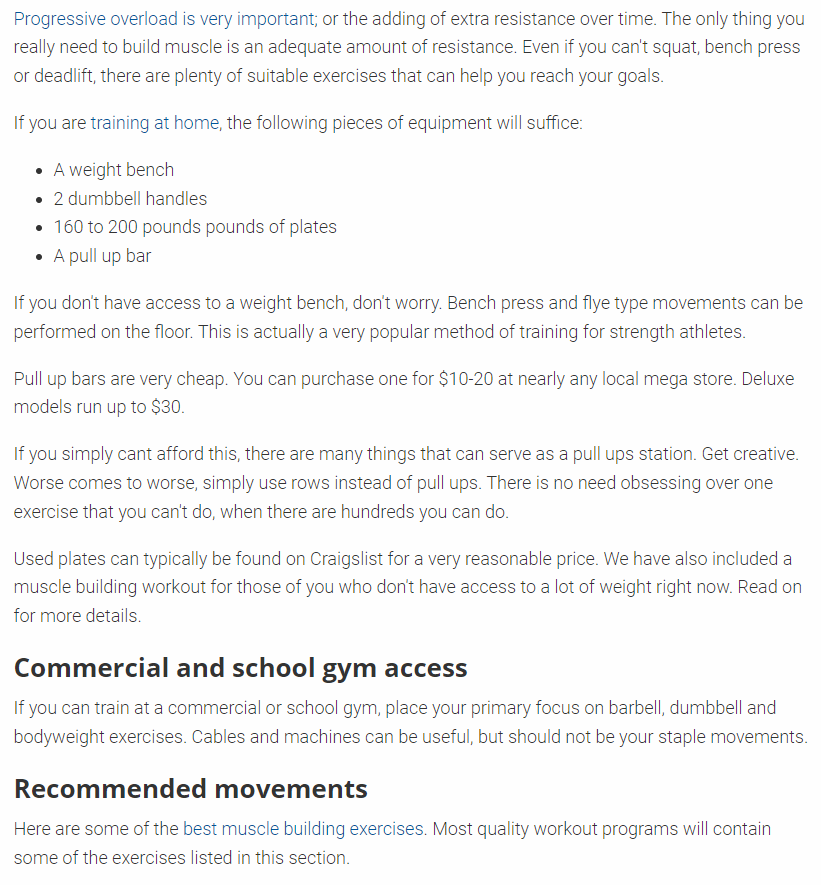 Progressive overload is very important; or the adding of extra resistance over time. The only thing you
really need to build muscle is an adequate amount of resistance. Even if you can't squat, bench press
or deadlift, there are plenty of suitable exercises that can help you reach your goals.
If you are training at home, the following pieces of equipment will suffice:
• A weight bench
• 2 dumbbell handles
• 160 to 200 pounds pounds of plates
• A pull up bar
If you don't have access to a weight bench, don't worry. Bench press and flye type movements can be
performed on the floor. This is actually a very popular method of training for strength athletes.
Pull up bars are very cheap. You can purchase one for $10-20 at nearly any local mega store. Deluxe
models run up to $30.
If you simply cant afford this, there are many things that can serve as a pull ups station. Get creative.
Worse comes to worse, simply use rows instead of pull ups. There is no need obsessing over one
exercise that you can't do, when there are hundreds you can do.
Used plates can typically be found on Craigslist for a very reasonable price. We have also included a
muscle building workout for those of you who don't have access to a lot of weight right now. Read on
for more details.
Commercial and school gym access
If you can train at a commercial or school gym, place your primary focus on barbell, dumbbell and
bodyweight exercises. Cables and machines can be useful, but should not be your staple movements.
Recommended movements
Here are some of the best muscle building exercises. Most quality workout programs will contain
some of the exercises listed in this section.